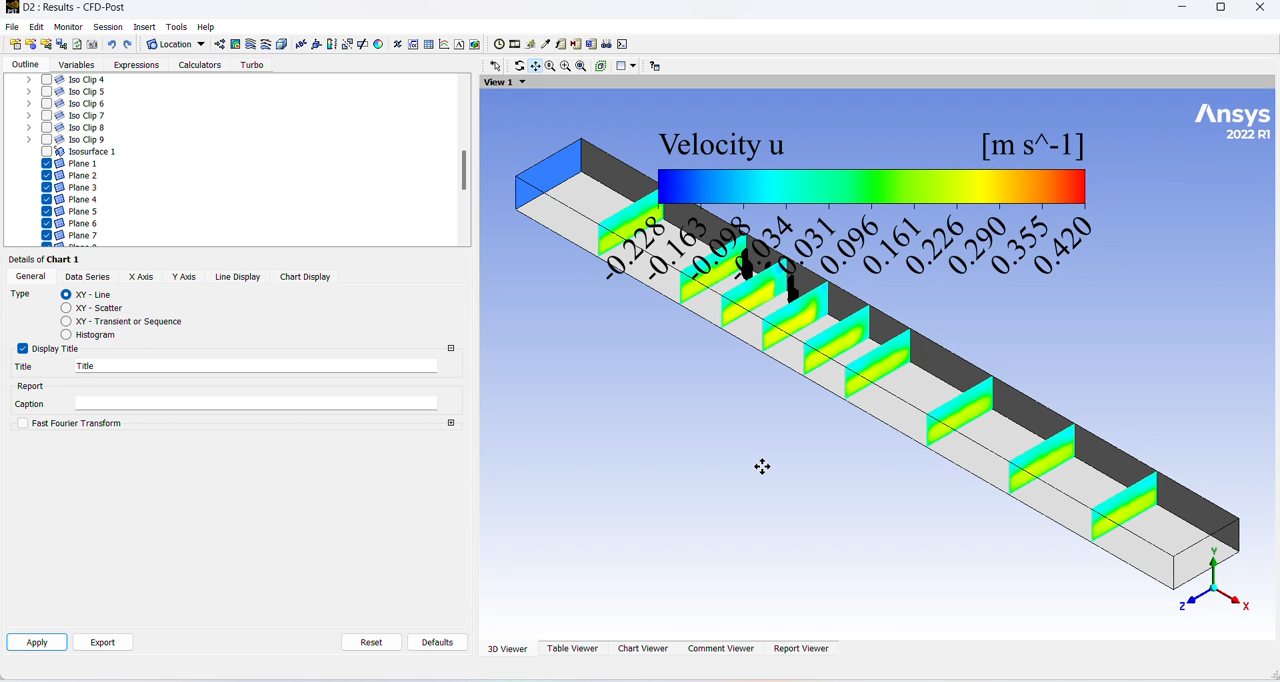 D2 : Results - CFD-Post
File Edit Monitor Session Insert Tools Help
Location
Outline Variables Expressions Calculators Turbo
View 1
Iso Clip 4
Iso Clip 5
Iso Clip 6
Iso Clip 7
Iso Clip 8
Iso Clip 9
Isosurface 1
Plane 1
Plane 2
Plane 3
Plane 4
Plane 5
Plane 6
Plane 7
Details of Chart 1
General Data Series X Axis Y Axis Line Display Chart Display
Type XY - Line
XY - Scatter
XY - Transient or Sequence
Histogram
Display Title
Title Title
Report
Caption
Fast Fourier Transform
Apply Export Reset Defaults
Ansys
2022 R1
Velocity u [m s^-1]
-0.228 -0.163 -0.098 -0.034 0.031 0.096 0.161 0.226 0.290 0.355 0.420
Y
Z X
3D Viewer Table Viewer Chart Viewer Comment Viewer Report Viewer